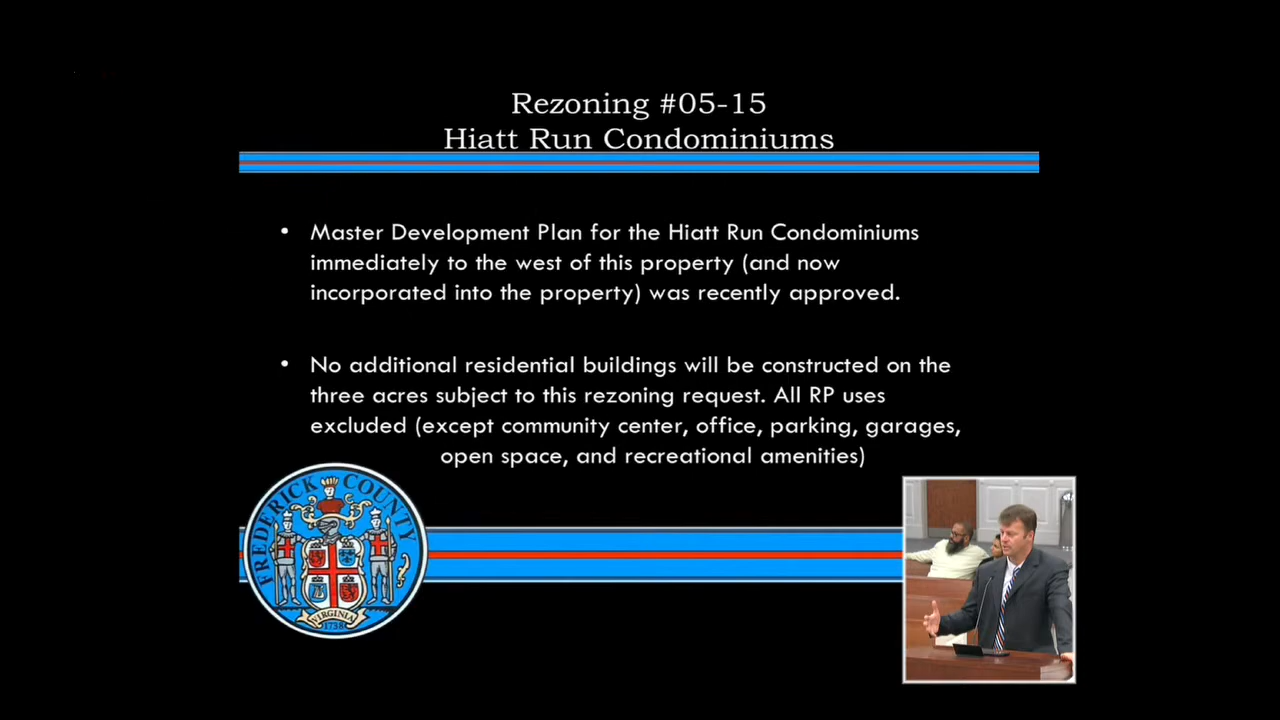 Rezoning #05-15
Hiatt Run Condominiums
• Master Development Plan for the Hiatt Run Condominiums
immediately to the west of this property (and now
incorporated into the property) was recently approved.
• No additional residential buildings will be constructed on the
three acres subject to this rezoning request. All RP uses
excluded (except community center, office, parking, garages,
open space, and recreational amenities)
FREDERICK COUNTY
VIRGINIA
1738